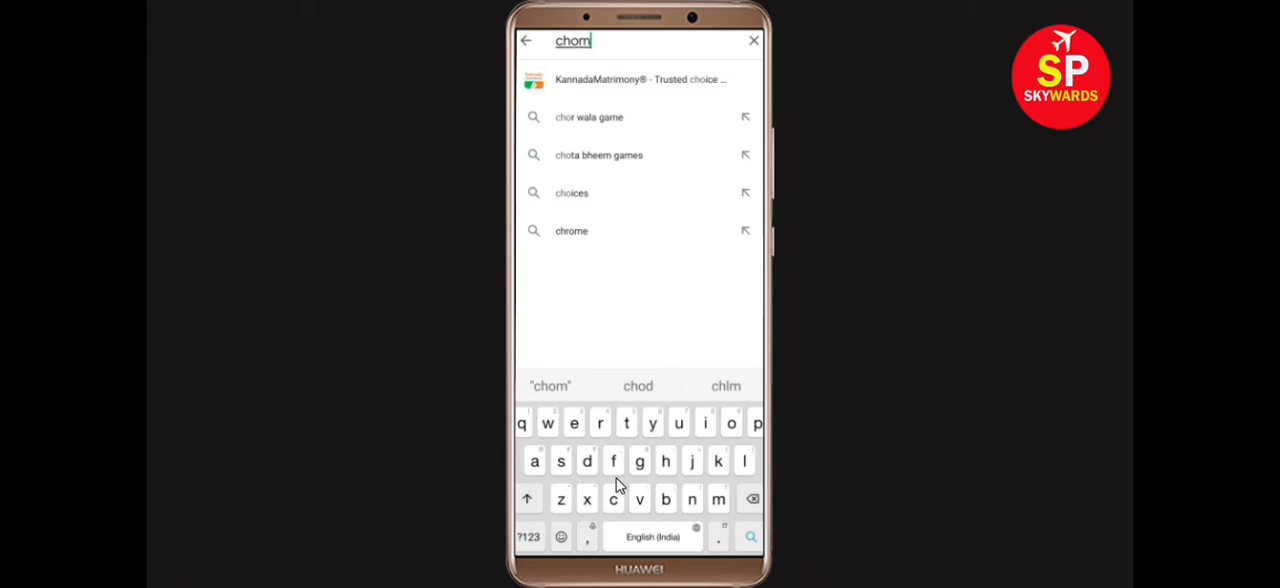 chom
SP
SKYWARDS
KannadaMatrimony® - Trusted choice ...
chor wala game
chota bheem games
choices
chrome
"chom" chod chlm
q w e r t y u i o p
a s d f g h j k l
z x c v b n m
?123 , English (India) .
HUAWEI